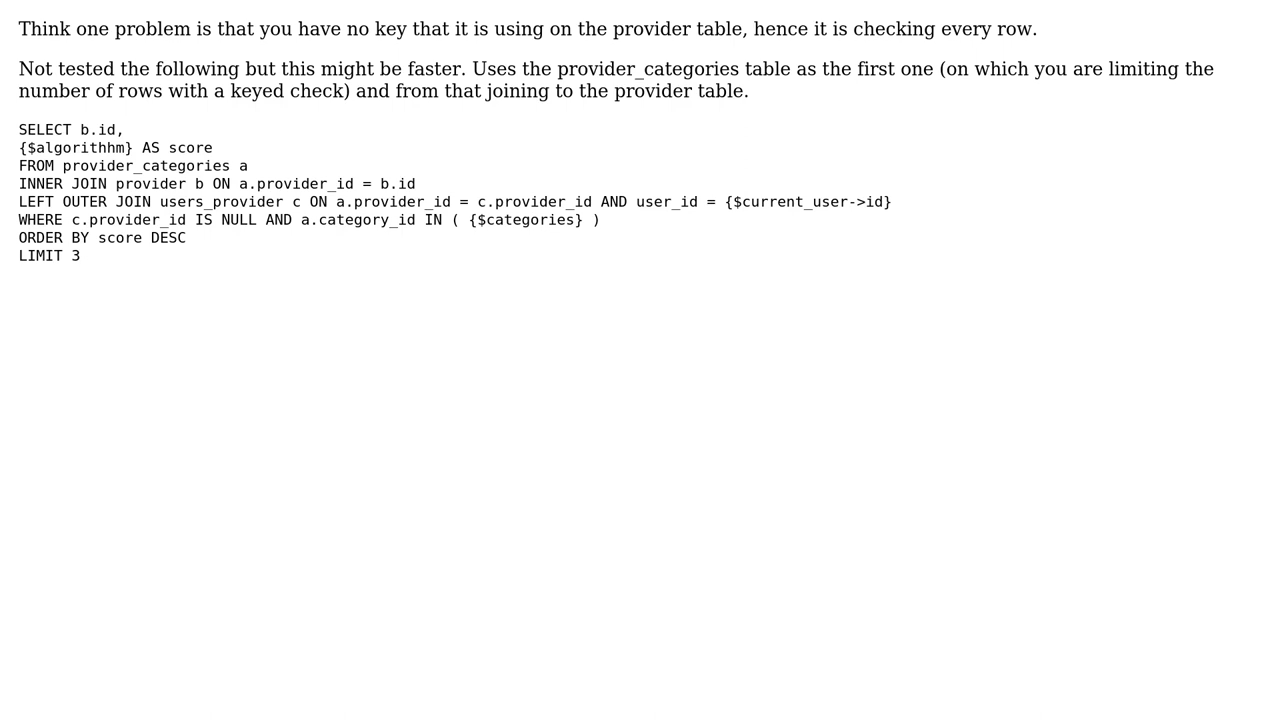 Think one problem is that you have no key that it is using on the provider table, hence it is checking every row.
Not tested the following but this might be faster. Uses the provider_categories table as the first one (on which you are limiting the
number of rows with a keyed check) and from that joining to the provider table.
SELECT b.id,
{$algorithhm} AS score
FROM provider_categories a
INNER JOIN provider b ON a.provider_id = b.id
LEFT OUTER JOIN users_provider c ON a.provider_id = c.provider_id AND user_id = {$current_user->id}
WHERE c.provider_id IS NULL AND a.category_id IN ( {$categories} )
ORDER BY score DESC
LIMIT 3